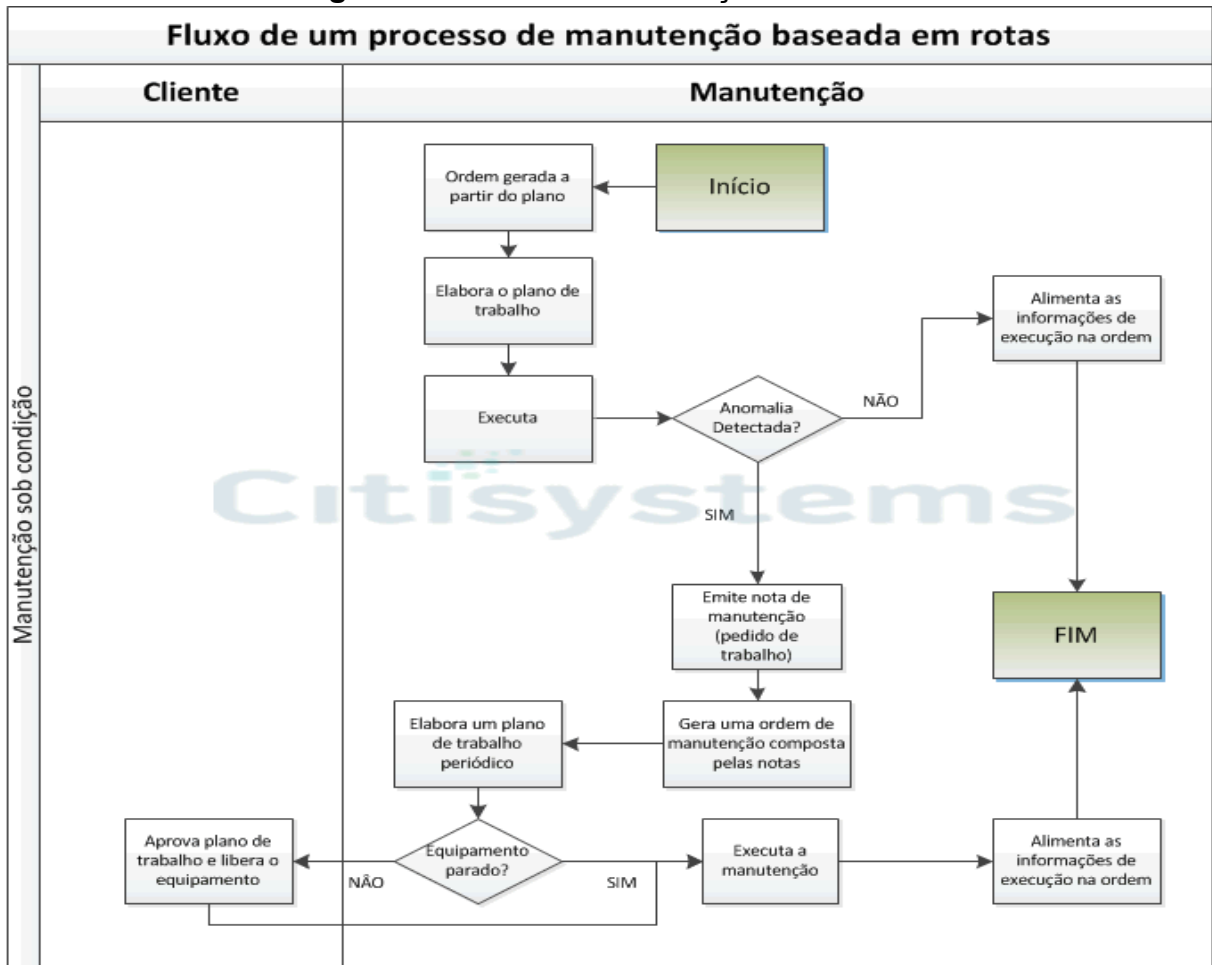 Fluxo de um processo de manutenção baseada em rotas
Cliente
Manutenção
Manutenção sob condição
Início
Ordem gerada a
partir do plano
Elabora o plano de
trabalho
Executa
Anomalia
Detectada?
NÃO
Alimenta as
informações de
execução na ordem
SIM
Citisystems
Emite nota de
manutenção
(pedido de
trabalho)
FIM
Gera uma ordem de
manutenção composta
pelas notas
Elabora um plano
de trabalho
periódico
Equipamento
parado?
NÃO
SIM
Aprova plano de
trabalho e libera o
equipamento
Executa a
manutenção
Alimenta as
informações de
execução na ordem